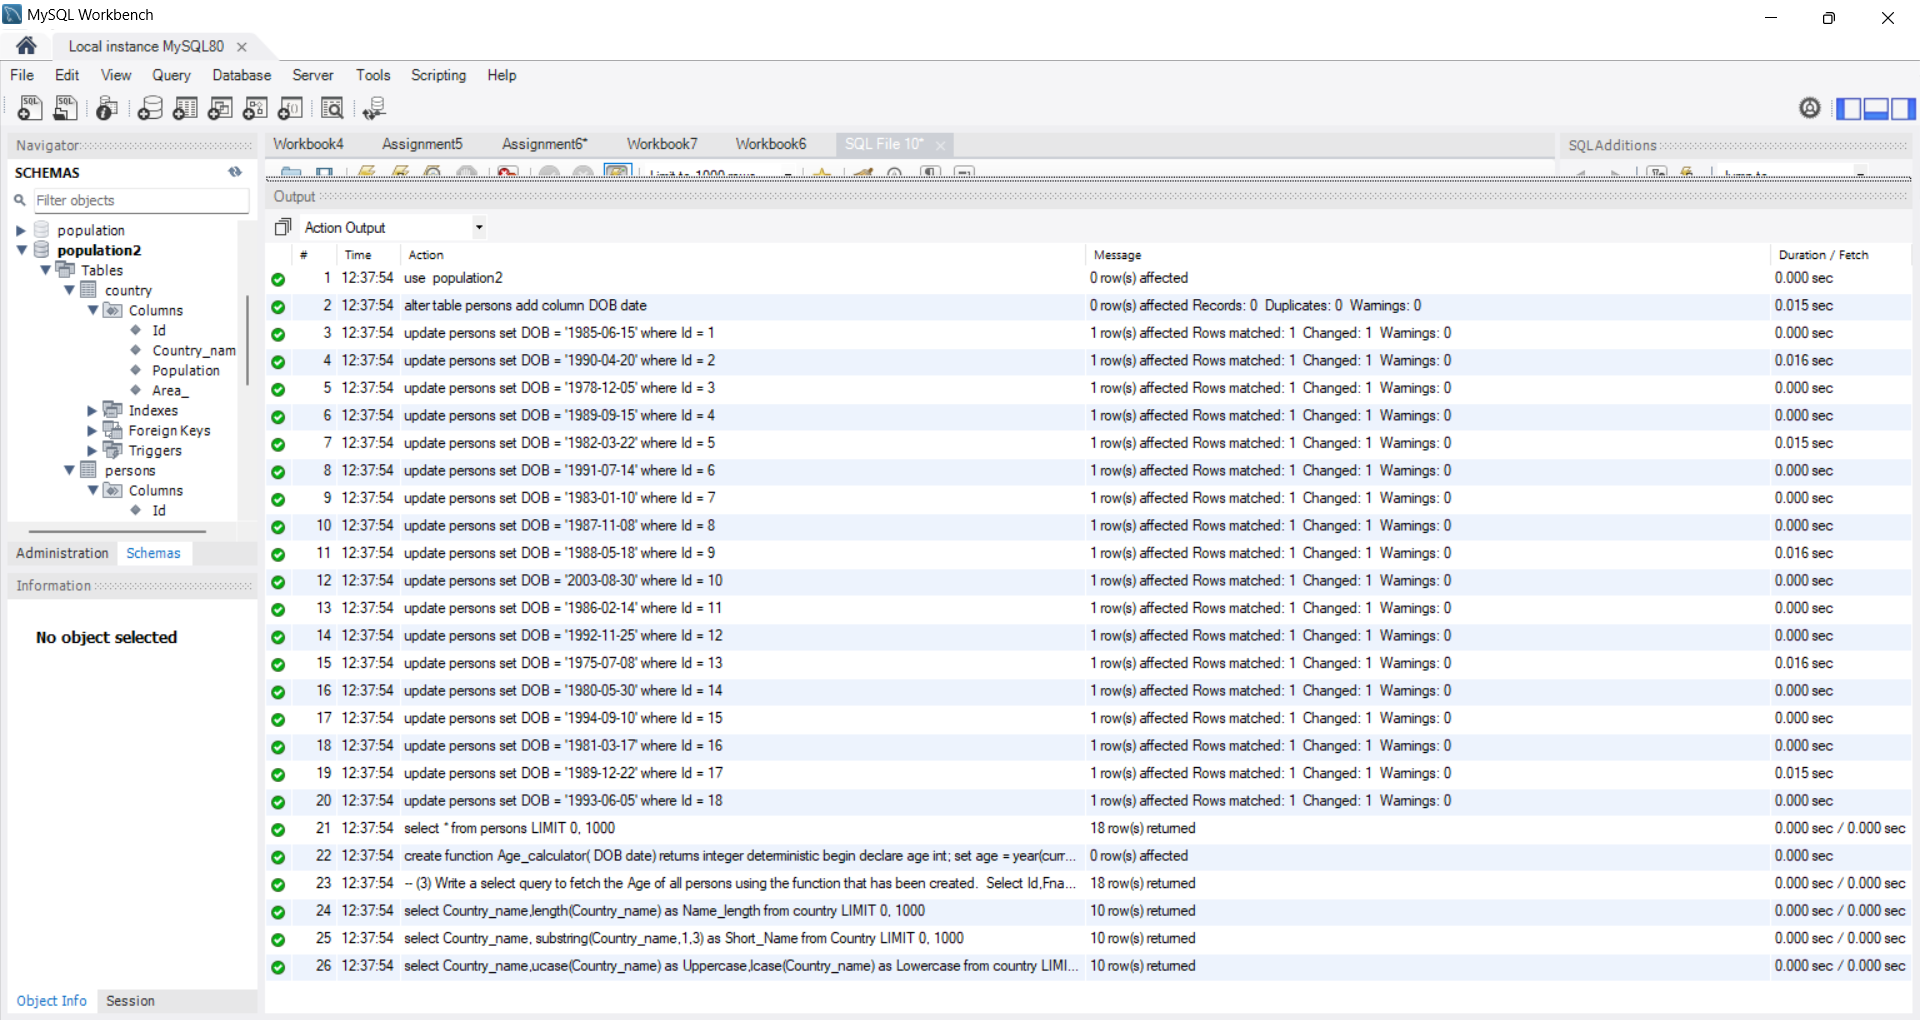 MySQL Workbench
Local instance MySQL80
File Edit View Query Database Server Tools Scripting Help
Navigator
SCHEMAS
Filter objects
population
population2
Tables
country
Columns
Id
Country_nam
Population
Area_
Indexes
Foreign Keys
Triggers
persons
Columns
Id
Administration Schemas
Information
No object selected
Object Info Session
Workbook4 Assignment5 Assignment6* Workbook7 Workbook6 SQL File 10*
SQLAdditions
Limit to 1000 rows
Jump to
Output
Action Output
# Time Action Message Duration / Fetch
1 12:37:54 use population2 0 row(s) affected 0.000 sec
2 12:37:54 alter table persons add column DOB date 0 row(s) affected Records: 0 Duplicates: 0 Warnings: 0 0.015 sec
3 12:37:54 update persons set DOB = '1985-06-15' where Id = 1 1 row(s) affected Rows matched: 1 Changed: 1 Warnings: 0 0.000 sec
4 12:37:54 update persons set DOB = '1990-04-20' where Id = 2 1 row(s) affected Rows matched: 1 Changed: 1 Warnings: 0 0.016 sec
5 12:37:54 update persons set DOB = '1978-12-05' where Id = 3 1 row(s) affected Rows matched: 1 Changed: 1 Warnings: 0 0.000 sec
6 12:37:54 update persons set DOB = '1989-09-15' where Id = 4 1 row(s) affected Rows matched: 1 Changed: 1 Warnings: 0 0.000 sec
7 12:37:54 update persons set DOB = '1982-03-22' where Id = 5 1 row(s) affected Rows matched: 1 Changed: 1 Warnings: 0 0.015 sec
8 12:37:54 update persons set DOB = '1991-07-14' where Id = 6 1 row(s) affected Rows matched: 1 Changed: 1 Warnings: 0 0.000 sec
9 12:37:54 update persons set DOB = '1983-01-10' where Id = 7 1 row(s) affected Rows matched: 1 Changed: 1 Warnings: 0 0.000 sec
10 12:37:54 update persons set DOB = '1987-11-08' where Id = 8 1 row(s) affected Rows matched: 1 Changed: 1 Warnings: 0 0.000 sec
11 12:37:54 update persons set DOB = '1988-05-18' where Id = 9 1 row(s) affected Rows matched: 1 Changed: 1 Warnings: 0 0.016 sec
12 12:37:54 update persons set DOB = '2003-08-30' where Id = 10 1 row(s) affected Rows matched: 1 Changed: 1 Warnings: 0 0.000 sec
13 12:37:54 update persons set DOB = '1986-02-14' where Id = 11 1 row(s) affected Rows matched: 1 Changed: 1 Warnings: 0 0.000 sec
14 12:37:54 update persons set DOB = '1992-11-25' where Id = 12 1 row(s) affected Rows matched: 1 Changed: 1 Warnings: 0 0.000 sec
15 12:37:54 update persons set DOB = '1975-07-08' where Id = 13 1 row(s) affected Rows matched: 1 Changed: 1 Warnings: 0 0.016 sec
16 12:37:54 update persons set DOB = '1980-05-30' where Id = 14 1 row(s) affected Rows matched: 1 Changed: 1 Warnings: 0 0.000 sec
17 12:37:54 update persons set DOB = '1994-09-10' where Id = 15 1 row(s) affected Rows matched: 1 Changed: 1 Warnings: 0 0.000 sec
18 12:37:54 update persons set DOB = '1981-03-17' where Id = 16 1 row(s) affected Rows matched: 1 Changed: 1 Warnings: 0 0.000 sec
19 12:37:54 update persons set DOB = '1989-12-22' where Id = 17 1 row(s) affected Rows matched: 1 Changed: 1 Warnings: 0 0.015 sec
20 12:37:54 update persons set DOB = '1993-06-05' where Id = 18 1 row(s) affected Rows matched: 1 Changed: 1 Warnings: 0 0.000 sec
21 12:37:54 select * from persons LIMIT 0, 1000 18 row(s) returned 0.000 sec / 0.000 sec
22 12:37:54 create function Age_calculator( DOB date) returns integer deterministic begin declare age int; set age = year(curr... 0 row(s) affected 0.000 sec
23 12:37:54 -- (3) Write a select query to fetch the Age of all persons using the function that has been created. Select Id,Fna... 18 row(s) returned 0.000 sec / 0.000 sec
24 12:37:54 select Country_name,length(Country_name) as Name_length from country LIMIT 0, 1000 10 row(s) returned 0.000 sec / 0.000 sec
25 12:37:54 select Country_name, substring(Country_name,1,3) as Short_Name from Country LIMIT 0, 1000 10 row(s) returned 0.000 sec / 0.000 sec
26 12:37:54 select Country_name,ucase(Country_name) as Uppercase,lcase(Country_name) as Lowercase from country LIMI... 10 row(s) returned 0.000 sec / 0.000 sec